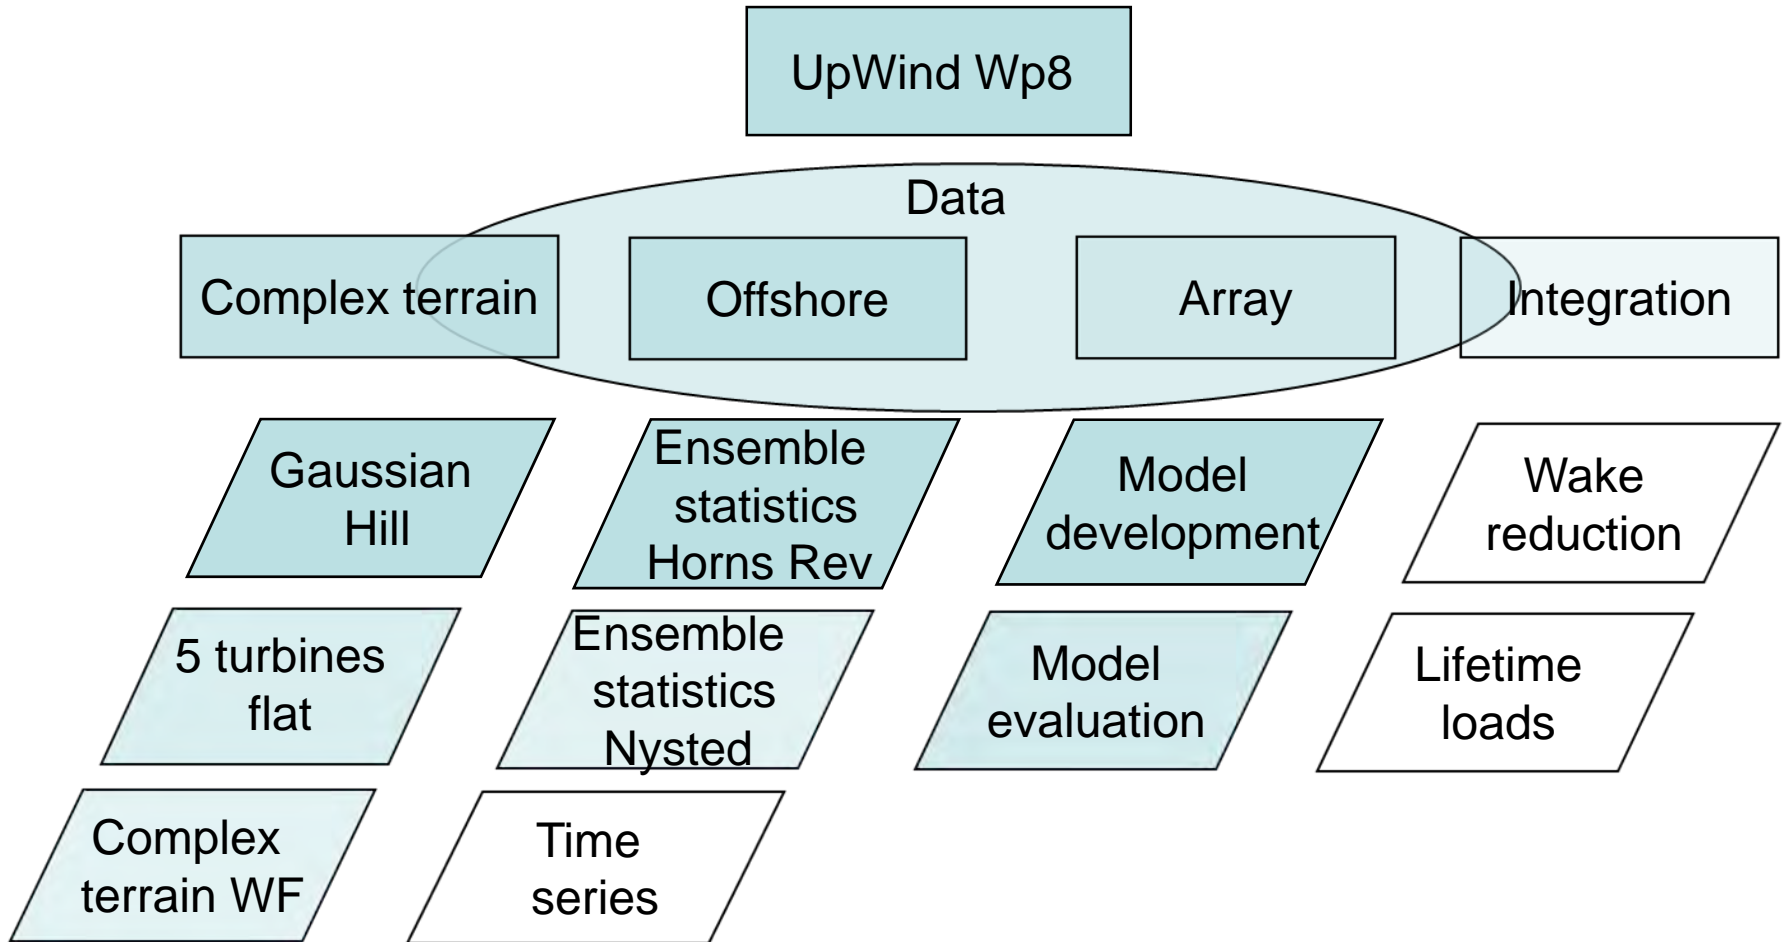 UpWind Wp8
Data
Complex terrain
Offshore
Array
Integration
Gaussian
Hill
Ensemble
statistics
Horns Rev
Model
development
Wake
reduction
5 turbines
flat
Ensemble
statistics
Nysted
Model
evaluation
Lifetime
loads
Complex
terrain WF
Time
series